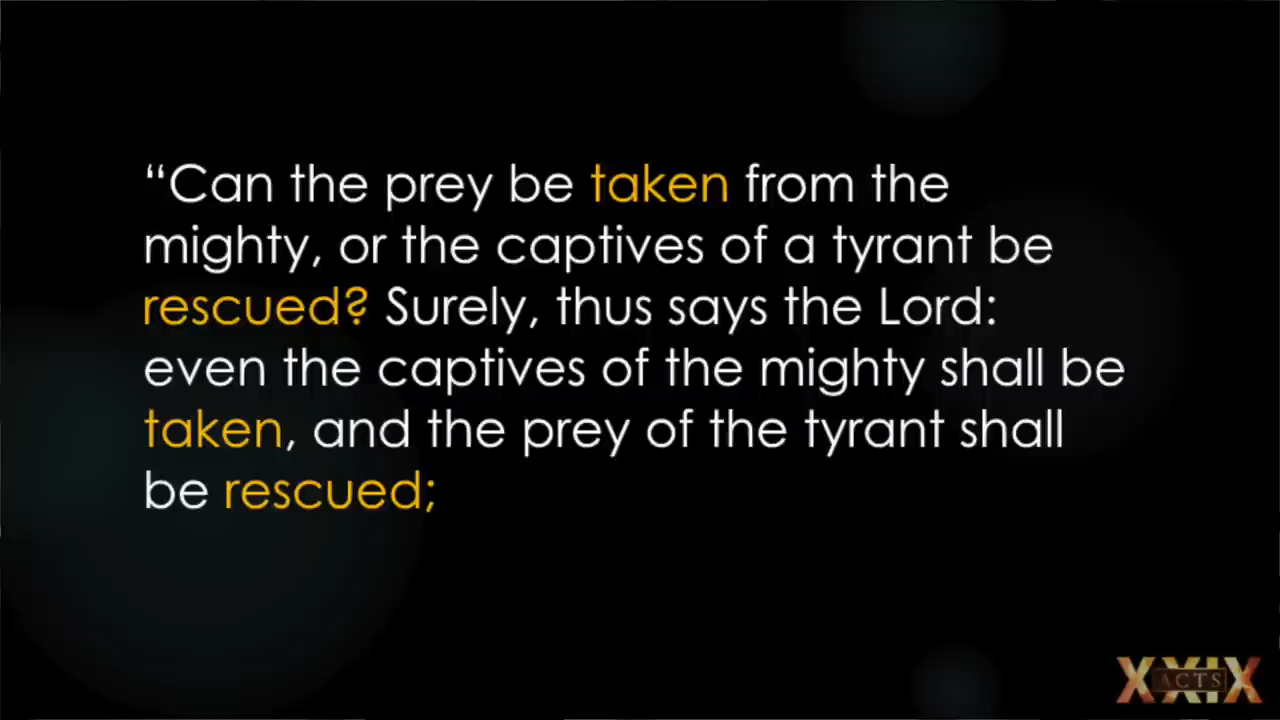 “Can the prey be taken from the
mighty, or the captives of a tyrant be
rescued? Surely, thus says the Lord:
even the captives of the mighty shall be
taken, and the prey of the tyrant shall
be rescued;
XXIX
ACTS